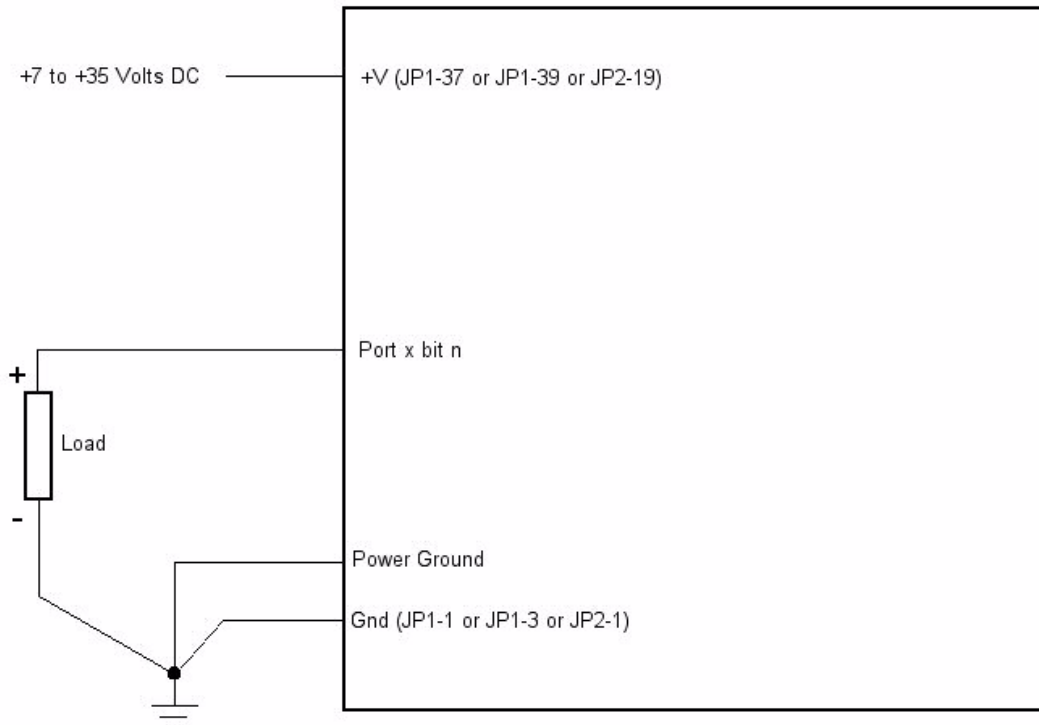 +7 to +35 Volts DC
+V (JP1-37 or JP1-39 or JP2-19)
Port x bit n
+
Load
-
Power Ground
Gnd (JP1-1 or JP1-3 or JP2-1)